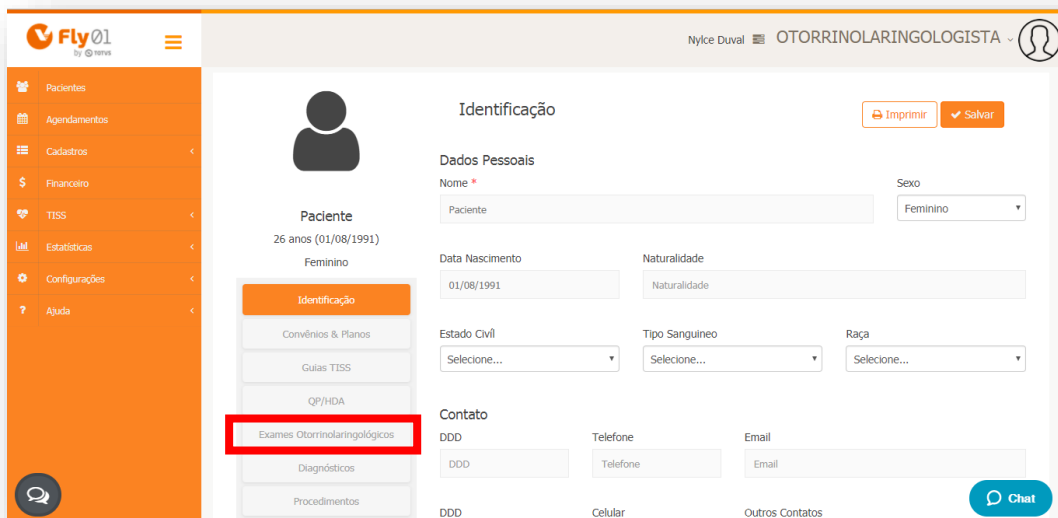 Fly01
by TOTVS
Nylce Duval
OTORRINOLARINGOLOGISTA
Pacientes
Agendamentos
Cadastros
$ Financeiro
TISS
Estatísticas
Configurações
? Ajuda
Paciente
26 anos (01/08/1991)
Feminino
Identificação
Convênios & Planos
Guias TISS
QP/HDA
Exames Otorrinolaringológicos
Diagnósticos
Procedimentos
Identificação
Imprimir
Salvar
Dados Pessoais
Nome *
Sexo
Paciente
Feminino
Data Nascimento
Naturalidade
01/08/1991
Naturalidade
Estado Civíl
Tipo Sanguineo
Raça
Selecione...
Selecione...
Selecione...
Contato
DDD
Telefone
Email
DDD
Telefone
Email
DDD
Celular
Outros Contatos
Chat